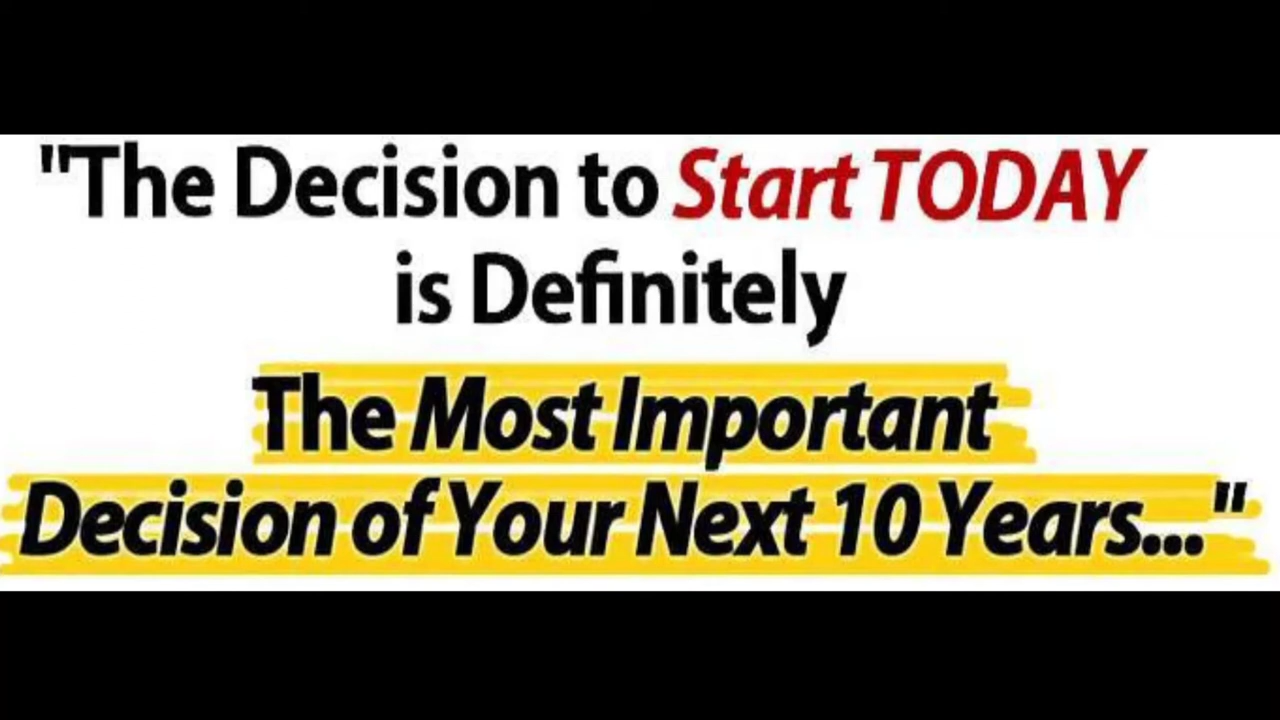 "The Decision to Start TODAY
is Definitely
The Most Important
Decision of Your Next 10 Years..."